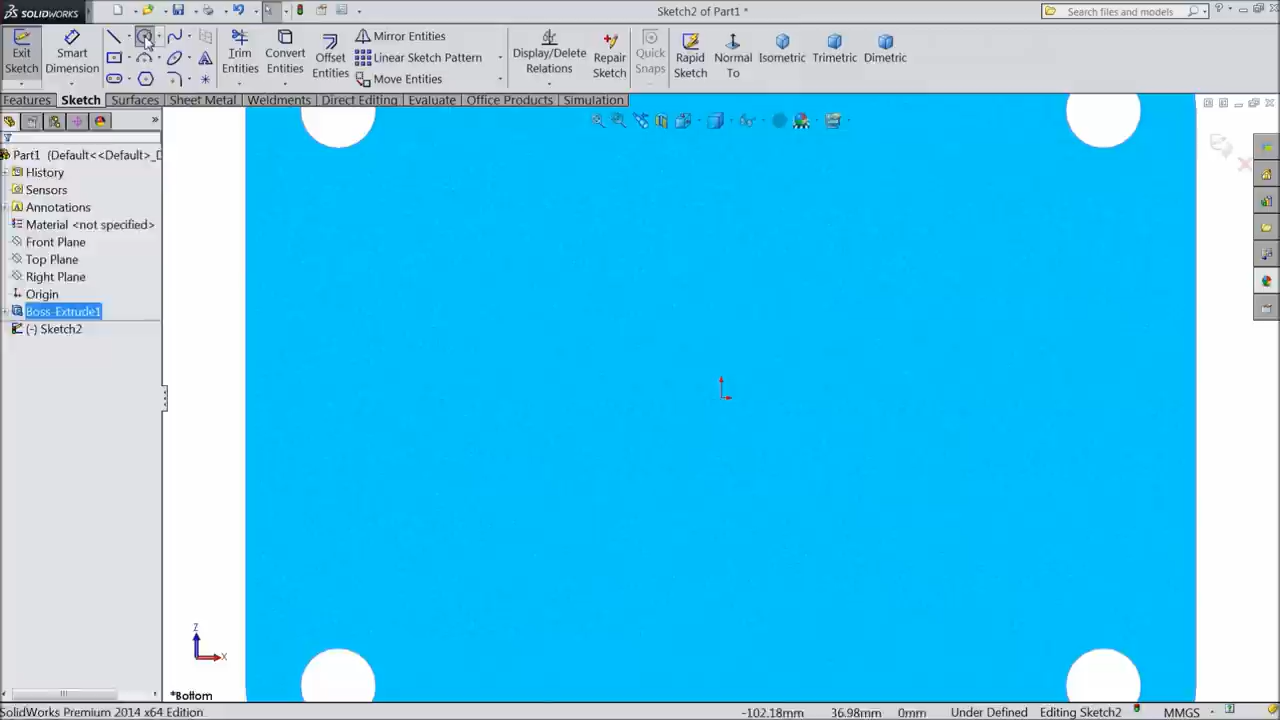 SOLIDWORKS
Sketch2 of Part1 *
Search files and models
Exit Sketch
Smart Dimension
Trim Entities
Convert Entities
Offset Entities
Mirror Entities
Linear Sketch Pattern
Move Entities
Display/Delete Relations
Repair Sketch
Quick Snaps
Rapid Sketch
Normal To
Isometric
Trimetric
Dimetric
Features
Sketch
Surfaces
Sheet Metal
Weldments
Direct Editing
Evaluate
Office Products
Simulation
Part1 (Default<<Default>_D
History
Sensors
Annotations
Material <not specified>
Front Plane
Top Plane
Right Plane
Origin
Boss-Extrude1
(-) Sketch2
Z
X
*Bottom
SolidWorks Premium 2014 x64 Edition
-102.18mm
36.98mm
0mm
Under Defined
Editing Sketch2
MMGS